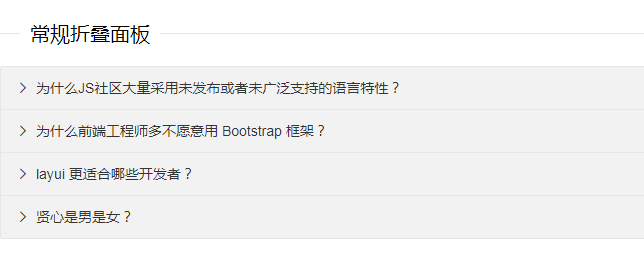 常规折叠面板
为什么JS社区大量采用未发布或者未广泛支持的语言特性？
为什么前端工程师多不愿意用 Bootstrap 框架？
layui 更适合哪些开发者？
贤心是男是女？